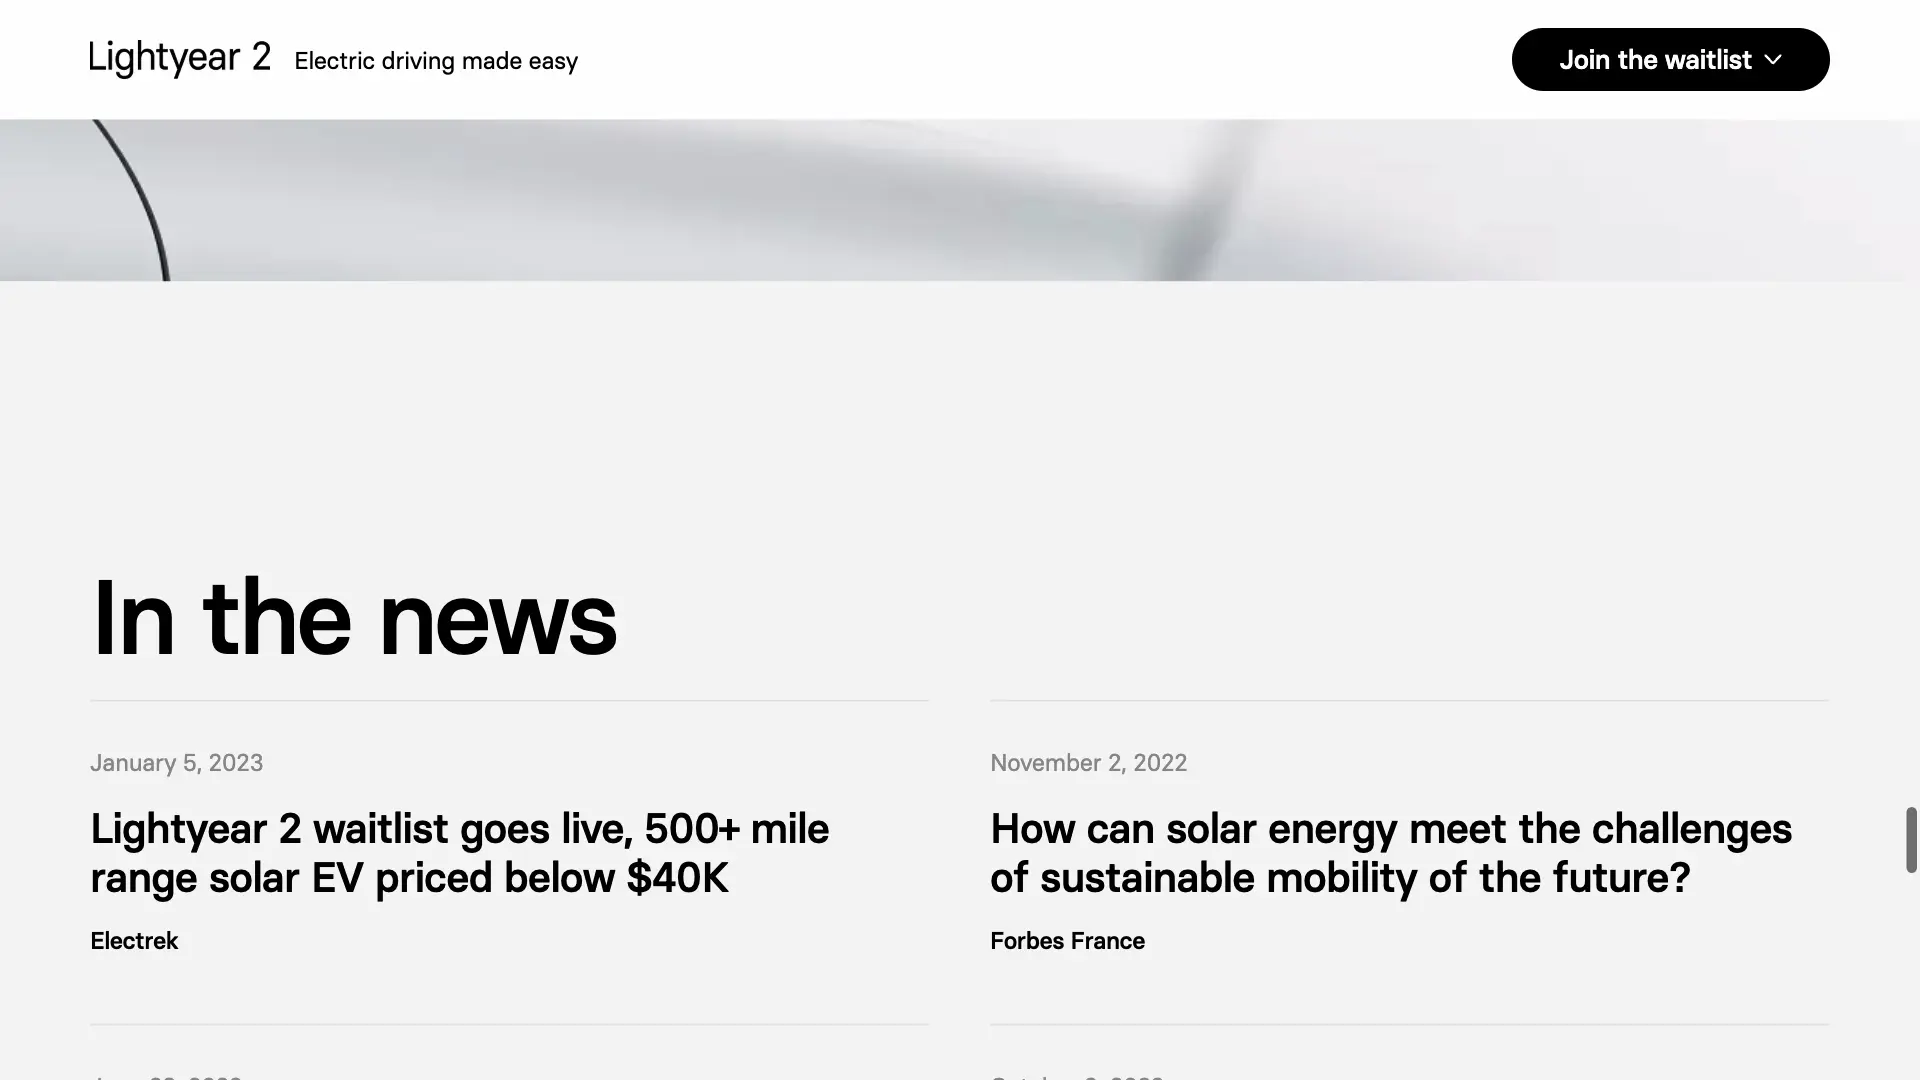 Lightyear 2
Electric driving made easy
Join the waitlist
In the news
January 5, 2023
Lightyear 2 waitlist goes live, 500+ mile
range solar EV priced below $40K
Electrek
November 2, 2022
How can solar energy meet the challenges
of sustainable mobility of the future?
Forbes France